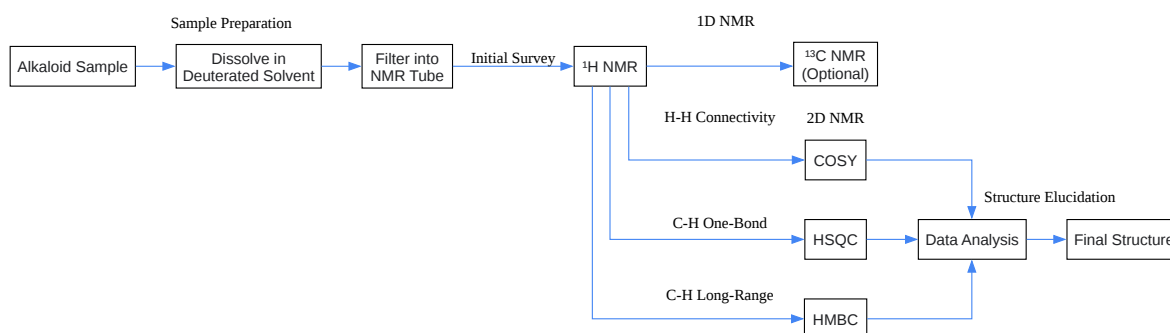 Sample Preparation
1D NMR
Alkaloid Sample
Dissolve in
Deuterated Solvent
Filter into
NMR Tube
Initial Survey
¹H NMR
¹³C NMR
(Optional)
H-H Connectivity
2D NMR
COSY
Structure Elucidation
C-H One-Bond
HSQC
Data Analysis
Final Structure
C-H Long-Range
HMBC